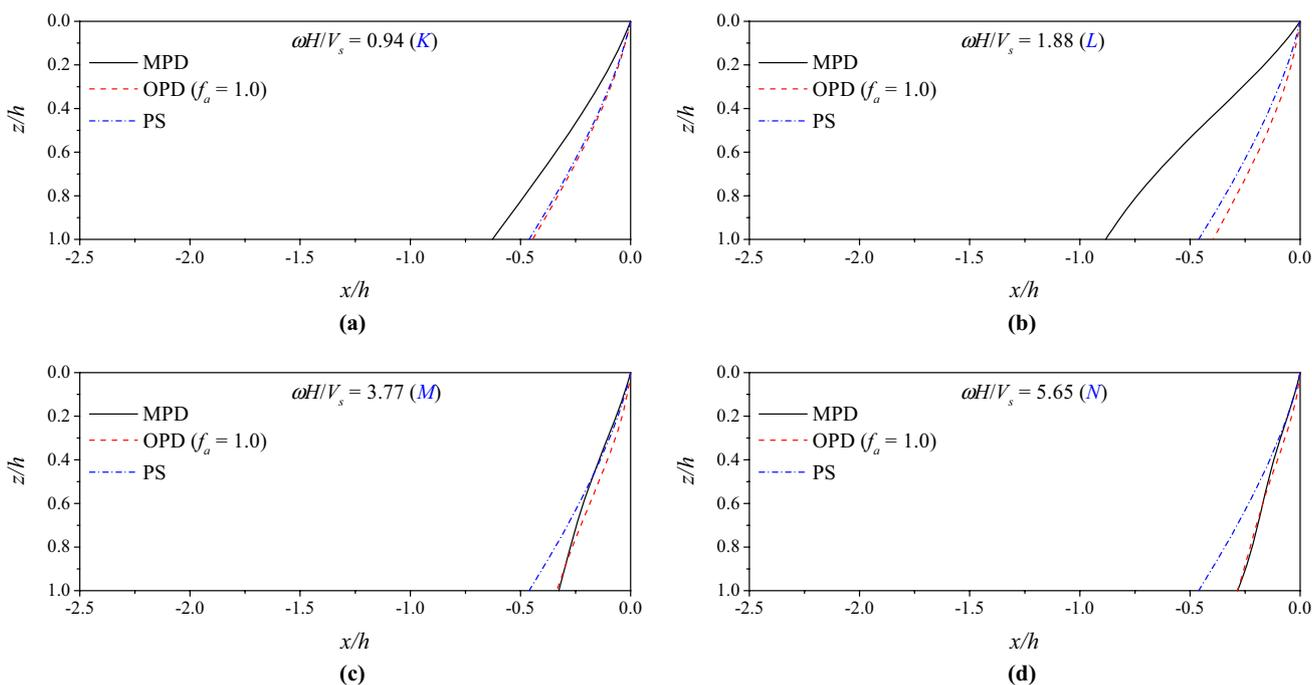 ωH/Vs = 0.94 (K)
MPD
OPD (fa = 1.0)
PS
0.0
0.2
0.4
0.6
0.8
1.0
z/h
-2.5 -2.0 -1.5 -1.0 -0.5 0.0
x/h
(a)
ωH/Vs = 1.88 (L)
MPD
OPD (fa = 1.0)
PS
0.0
0.2
0.4
0.6
0.8
1.0
z/h
-2.5 -2.0 -1.5 -1.0 -0.5 0.0
x/h
(b)
ωH/Vs = 3.77 (M)
MPD
OPD (fa = 1.0)
PS
0.0
0.2
0.4
0.6
0.8
1.0
z/h
-2.5 -2.0 -1.5 -1.0 -0.5 0.0
x/h
(c)
ωH/Vs = 5.65 (N)
MPD
OPD (fa = 1.0)
PS
0.0
0.2
0.4
0.6
0.8
1.0
z/h
-2.5 -2.0 -1.5 -1.0 -0.5 0.0
x/h
(d)